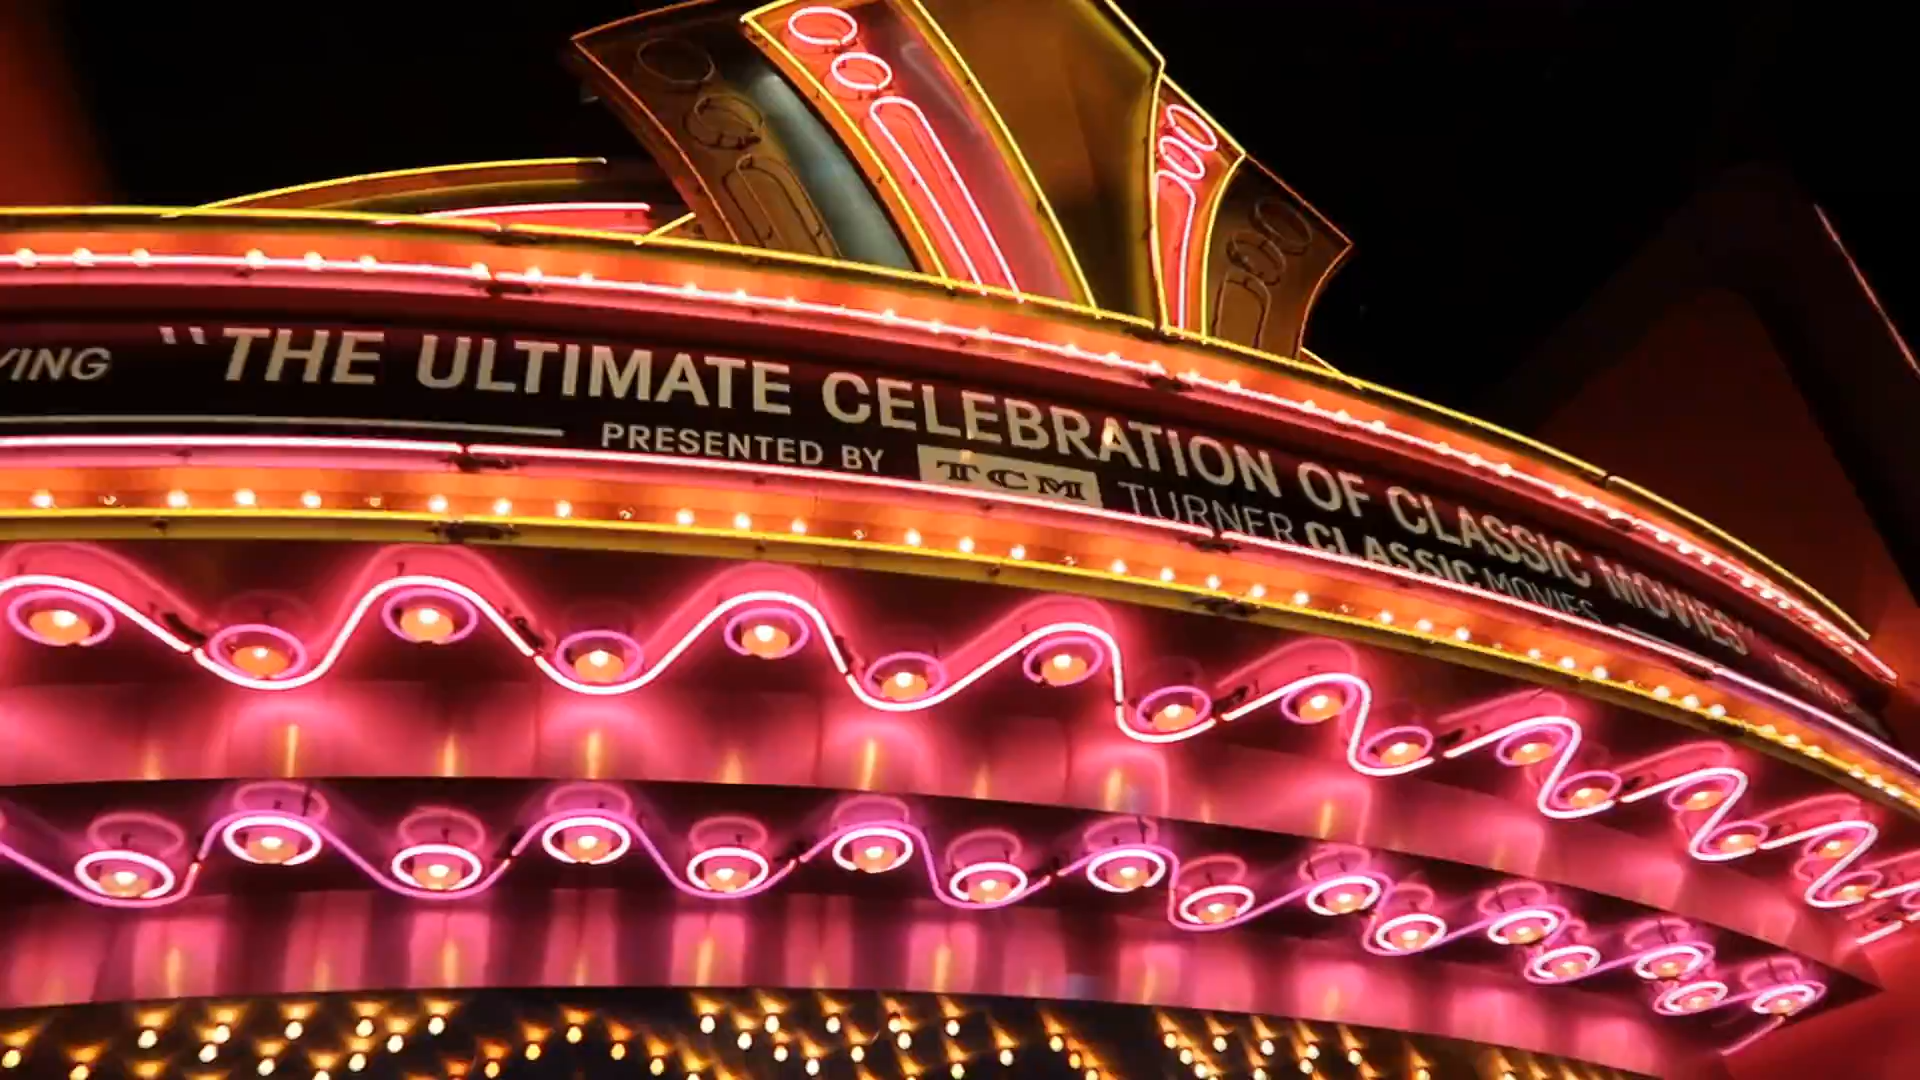 VING "THE ULTIMATE CELEBRATION OF CLASSIC MOVIES"
PRESENTED BY TCM TURNER CLASSIC MOVIES